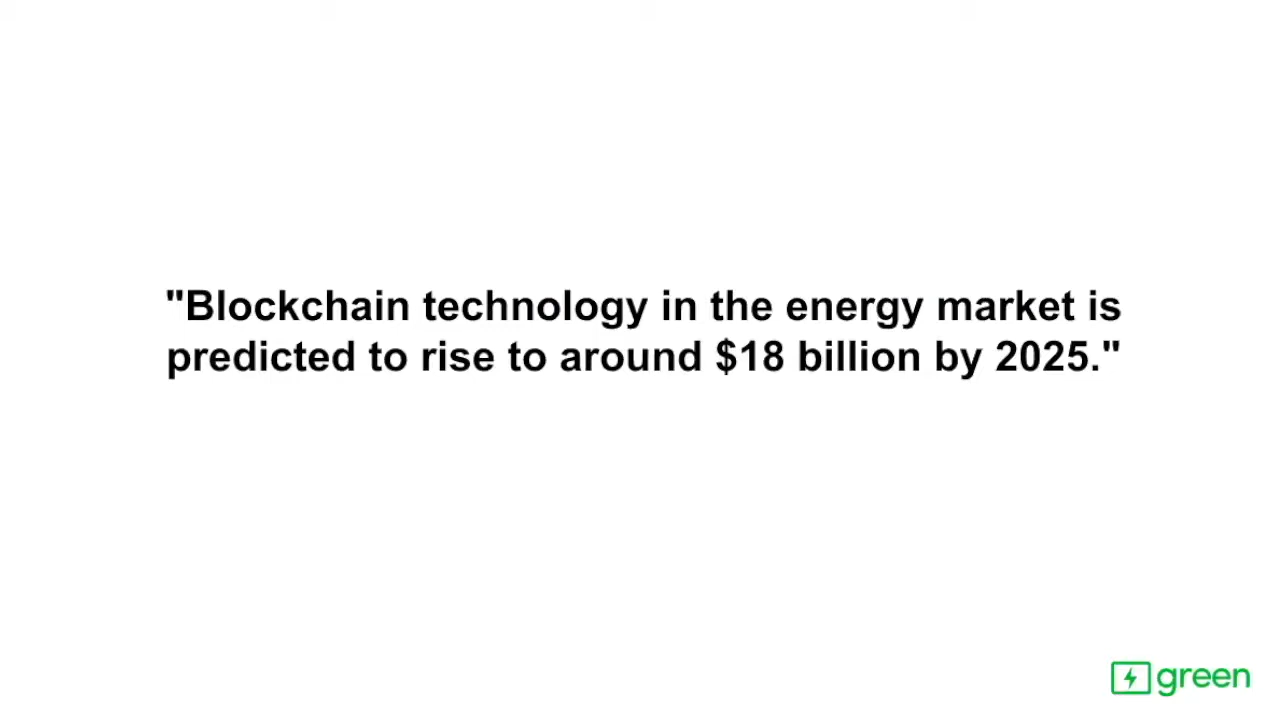 "Blockchain technology in the energy market is
predicted to rise to around $18 billion by 2025."
green